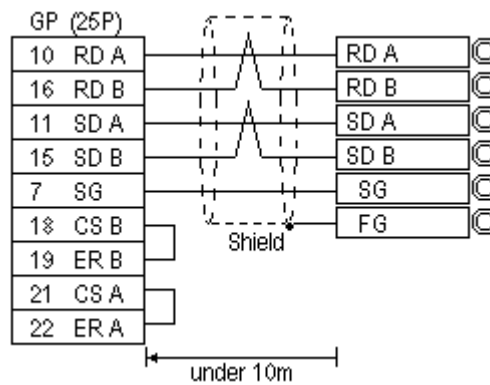 GP (25P)
10 RD A
16 RD B
11 SD A
15 SD B
7 SG
18 CS B
19 ER B
21 CS A
22 ER A
Shield
RD A
RD B
SD A
SD B
SG
FG
under 10m